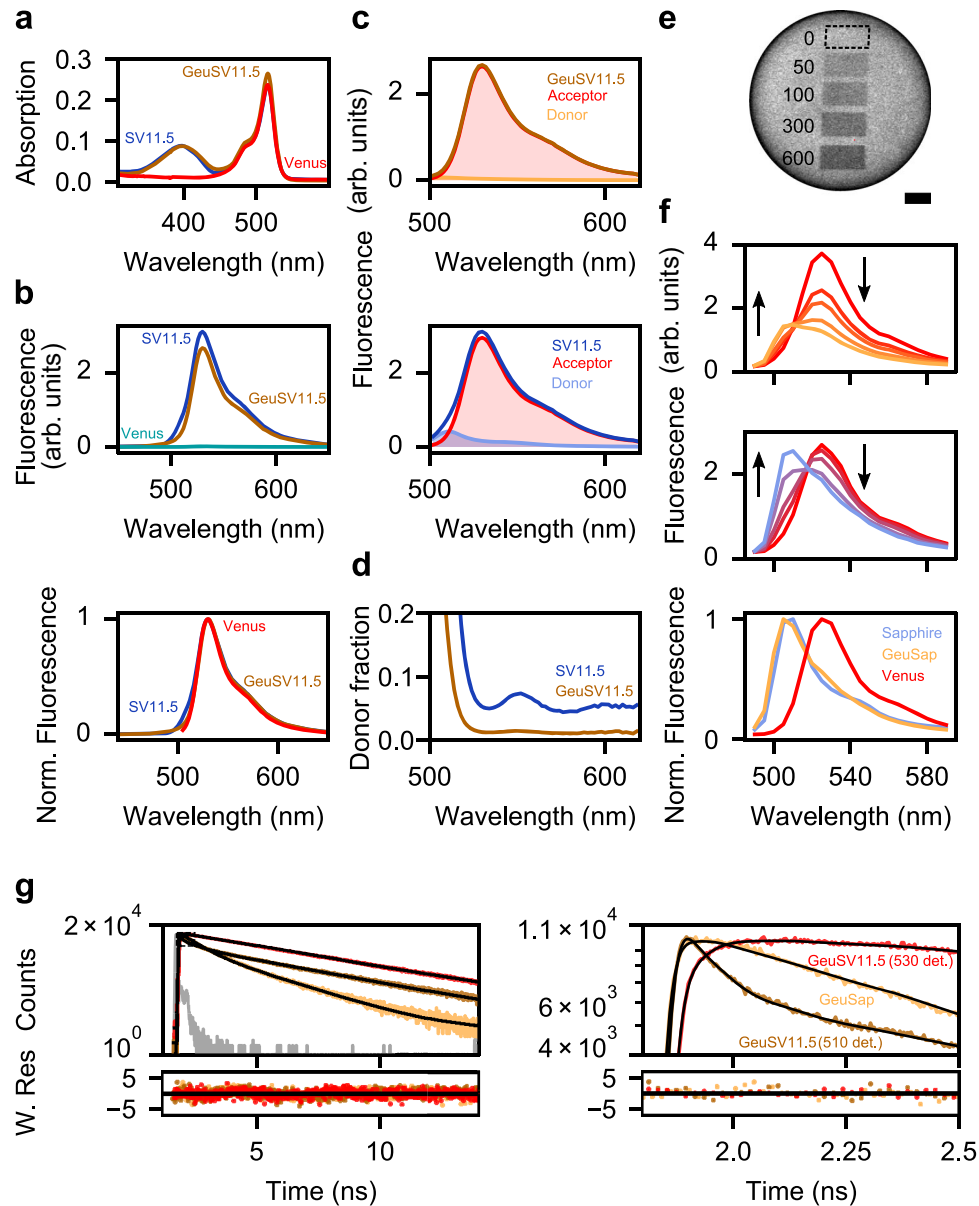 a
0.3
0.2
0.1
0.0
Absorption
GeuSV11.5
SV11.5
Venus
400
500
Wavelength (nm)
b
2
0
Fluorescence
(arb. units)
SV11.5
GeuSV11.5
Venus
500
600
Wavelength (nm)
1
0
Norm. Fluorescence
Venus
SV11.5
GeuSV11.5
500
600
Wavelength (nm)
c
Fluorescence (arb. units)
2
0
GeuSV11.5
Acceptor
Donor
500
600
2
0
SV11.5
Acceptor
Donor
500
600
Wavelength (nm)
d
0.2
0.1
0.0
Donor fraction
SV11.5
GeuSV11.5
500
600
Wavelength (nm)
e
0
50
100
300
600
f
Fluorescence (arb. units)
4
2
0
2
0
1
0
Norm. Fluorescence
Sapphire
GeuSap
Venus
500
540
580
Wavelength (nm)
g
2 × 10⁴
10⁰
Counts
5
−5
W. Res
5
10
Time (ns)
1.1 × 10⁴
6 × 10³
4 × 10³
GeuSV11.5 (530 det.)
GeuSap
GeuSV11.5 (510 det.)
5
−5
2.0
2.25
2.5
Time (ns)